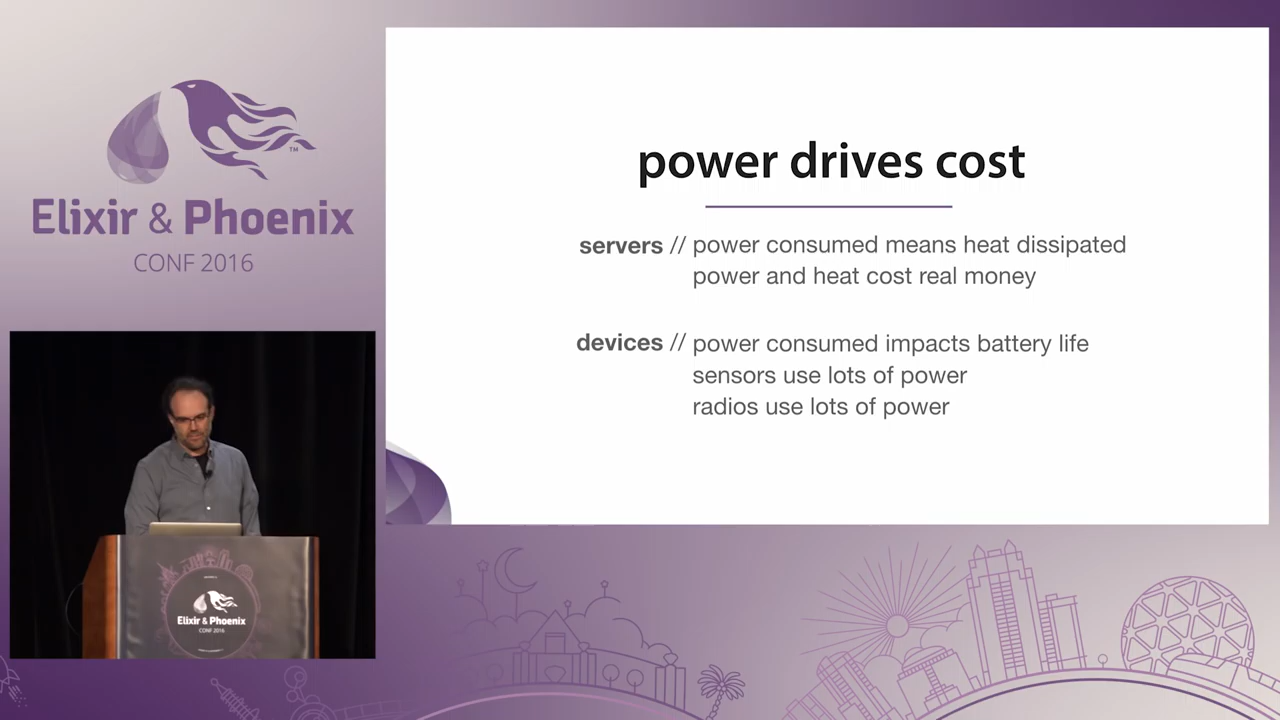 Elixir & Phoenix
TM
CONF 2016
power drives cost
servers // power consumed means heat dissipated
power and heat cost real money
devices // power consumed impacts battery life
sensors use lots of power
radios use lots of power
Elixir & Phoenix
CONF 2016